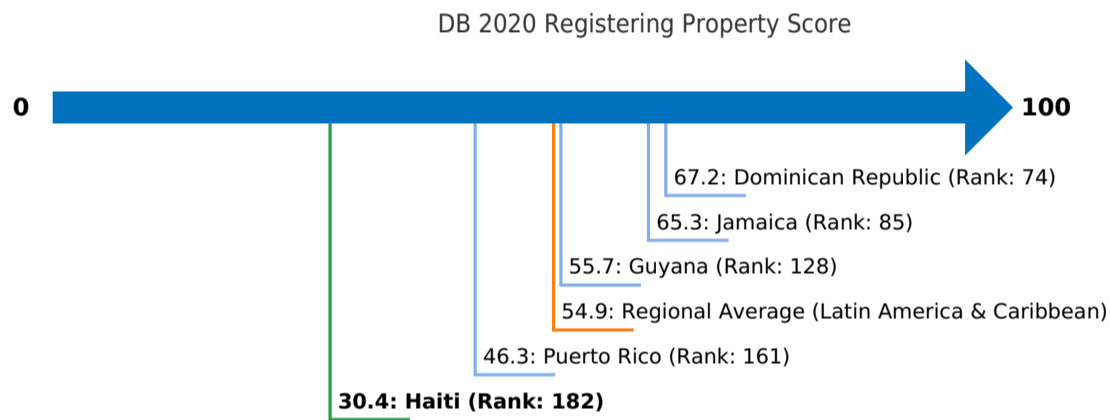 DB 2020 Registering Property Score
0
100
67.2: Dominican Republic (Rank: 74)
65.3: Jamaica (Rank: 85)
55.7: Guyana (Rank: 128)
54.9: Regional Average (Latin America & Caribbean)
46.3: Puerto Rico (Rank: 161)
30.4: Haiti (Rank: 182)